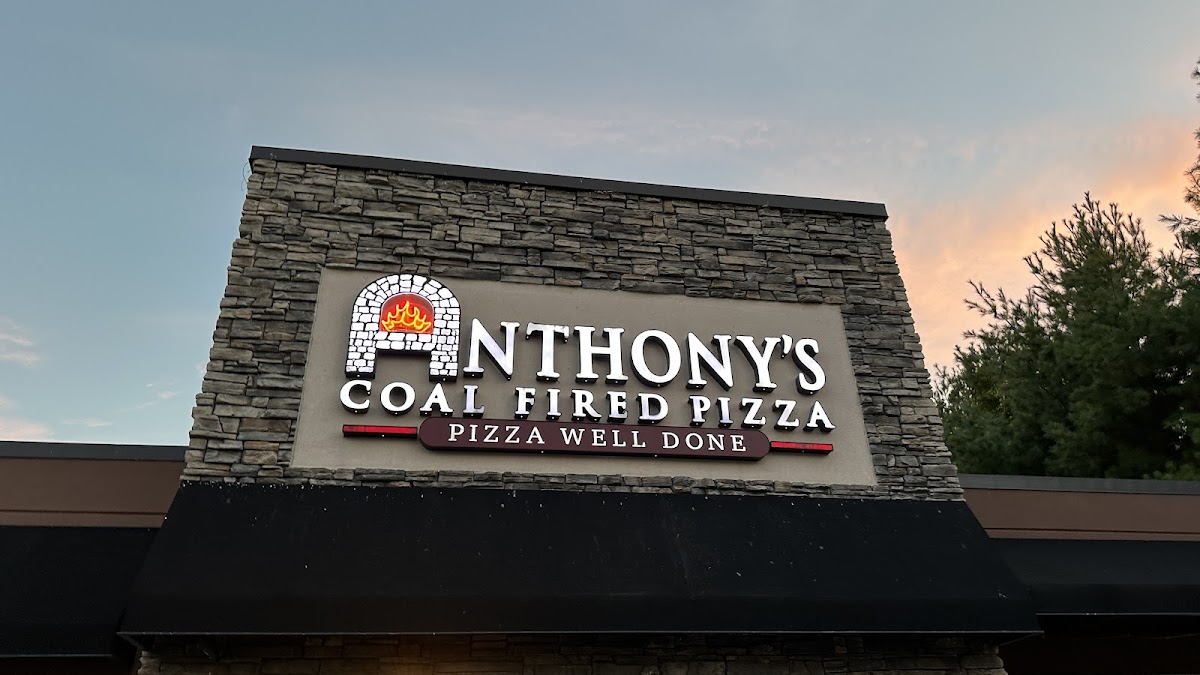 ANTHONY'S
COAL FIRED PIZZA
PIZZA WELL DONE